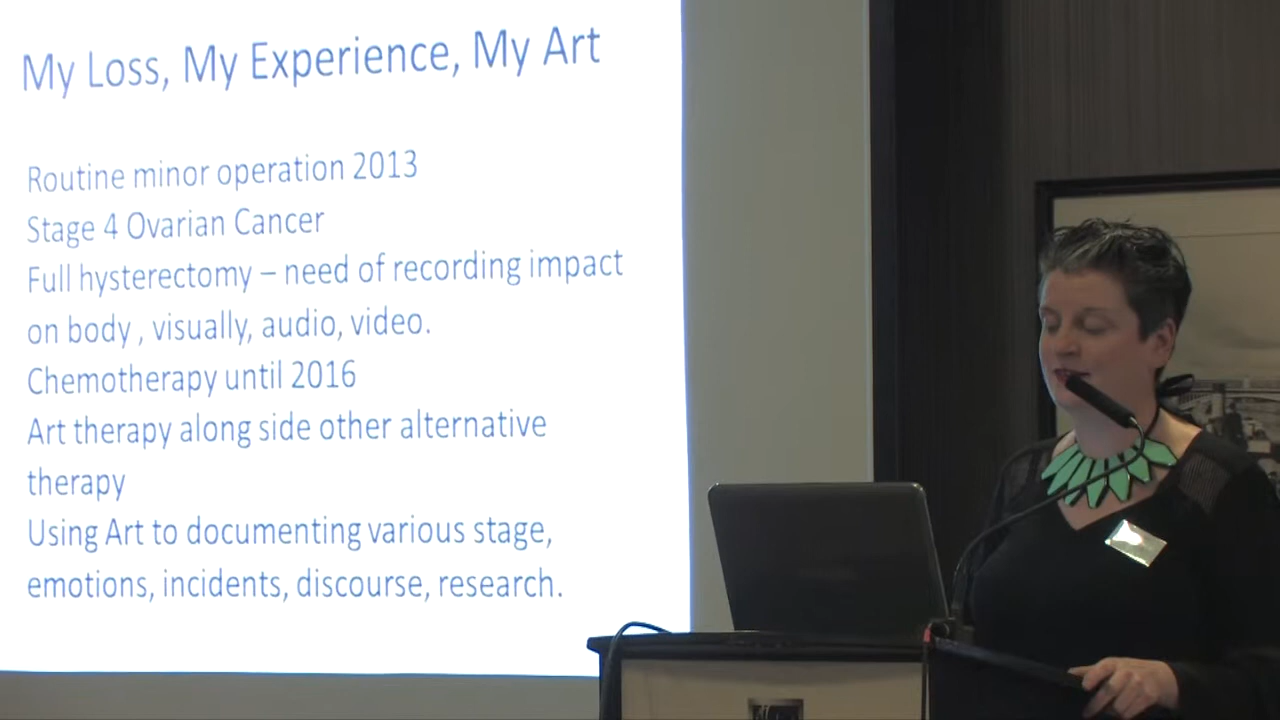 My Loss, My Experience, My Art
Routine minor operation 2013
Stage 4 Ovarian Cancer
Full hysterectomy – need of recording impact
on body , visually, audio, video.
Chemotherapy until 2016
Art therapy along side other alternative
therapy
Using Art to documenting various stage,
emotions, incidents, discourse, research.